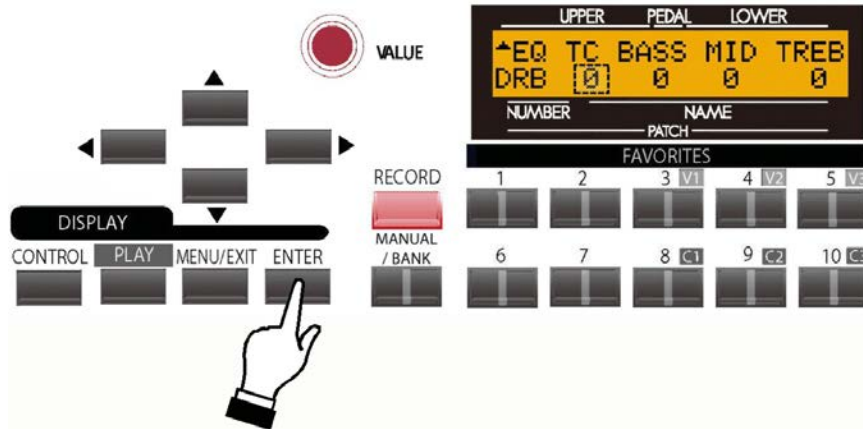 UPPER PEDAL LOWER
EQ TC BASS MID TREB
DRB 0 0 0 0
NUMBER NAME
PATCH
VALUE
FAVORITES
RECORD
1 2 3 V1 4 V2 5 V3
DISPLAY
CONTROL PLAY MENU/EXIT ENTER
MANUAL
/ BANK
6 7 8 C1 9 C2 10 C3